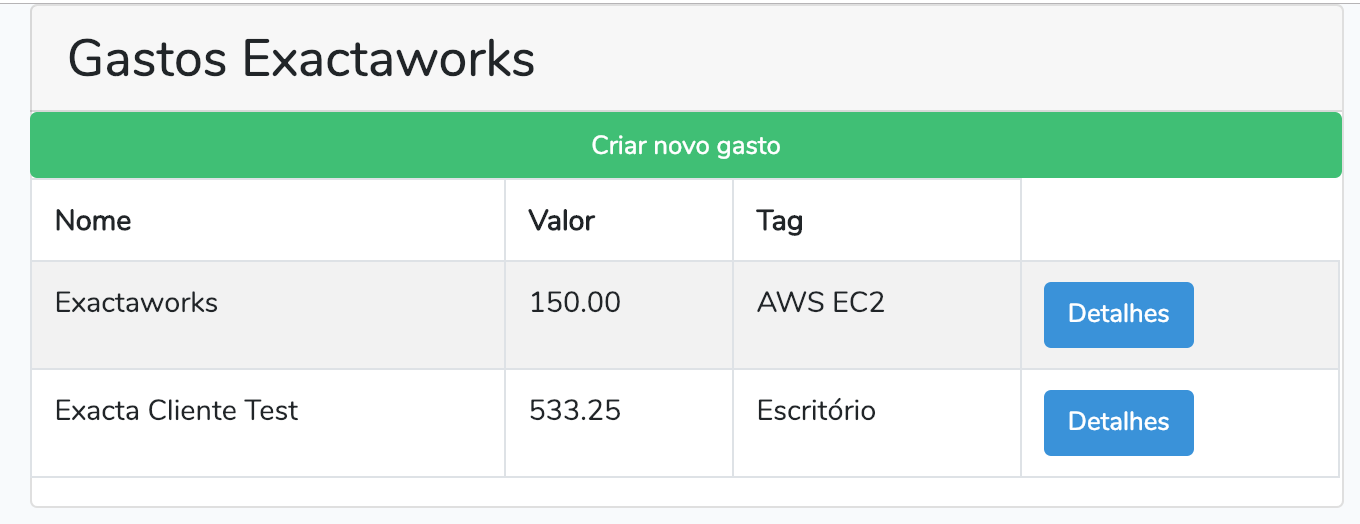 Gastos Exactaworks
Criar novo gasto
Nome Valor Tag
Exactaworks 150.00 AWS EC2 Detalhes
Exacta Cliente Test 533.25 Escritório Detalhes